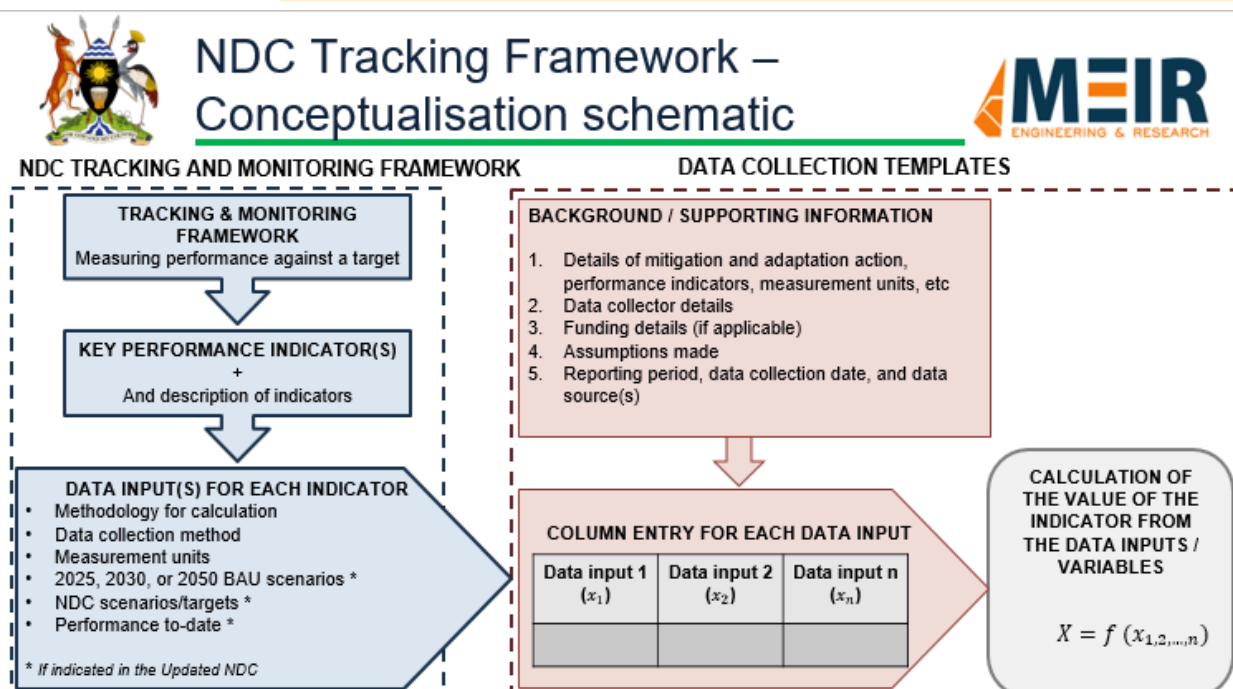 NDC Tracking Framework –
Conceptualisation schematic
MEIR
ENGINEERING & RESEARCH
NDC TRACKING AND MONITORING FRAMEWORK
TRACKING & MONITORING
FRAMEWORK
Measuring performance against a target
KEY PERFORMANCE INDICATOR(S)
+
And description of indicators
DATA INPUT(S) FOR EACH INDICATOR
• Methodology for calculation
• Data collection method
• Measurement units
• 2025, 2030, or 2050 BAU scenarios *
• NDC scenarios/targets *
• Performance to-date *
* If indicated in the Updated NDC
DATA COLLECTION TEMPLATES
BACKGROUND / SUPPORTING INFORMATION
1. Details of mitigation and adaptation action,
performance indicators, measurement units, etc
2. Data collector details
3. Funding details (if applicable)
4. Assumptions made
5. Reporting period, data collection date, and data
source(s)
COLUMN ENTRY FOR EACH DATA INPUT
Data input 1 Data input 2 Data input n
(x₁) (x₂) (xₙ)
CALCULATION OF
THE VALUE OF THE
INDICATOR FROM
THE DATA INPUTS /
VARIABLES
X = f (x₁,₂,...,ₙ)